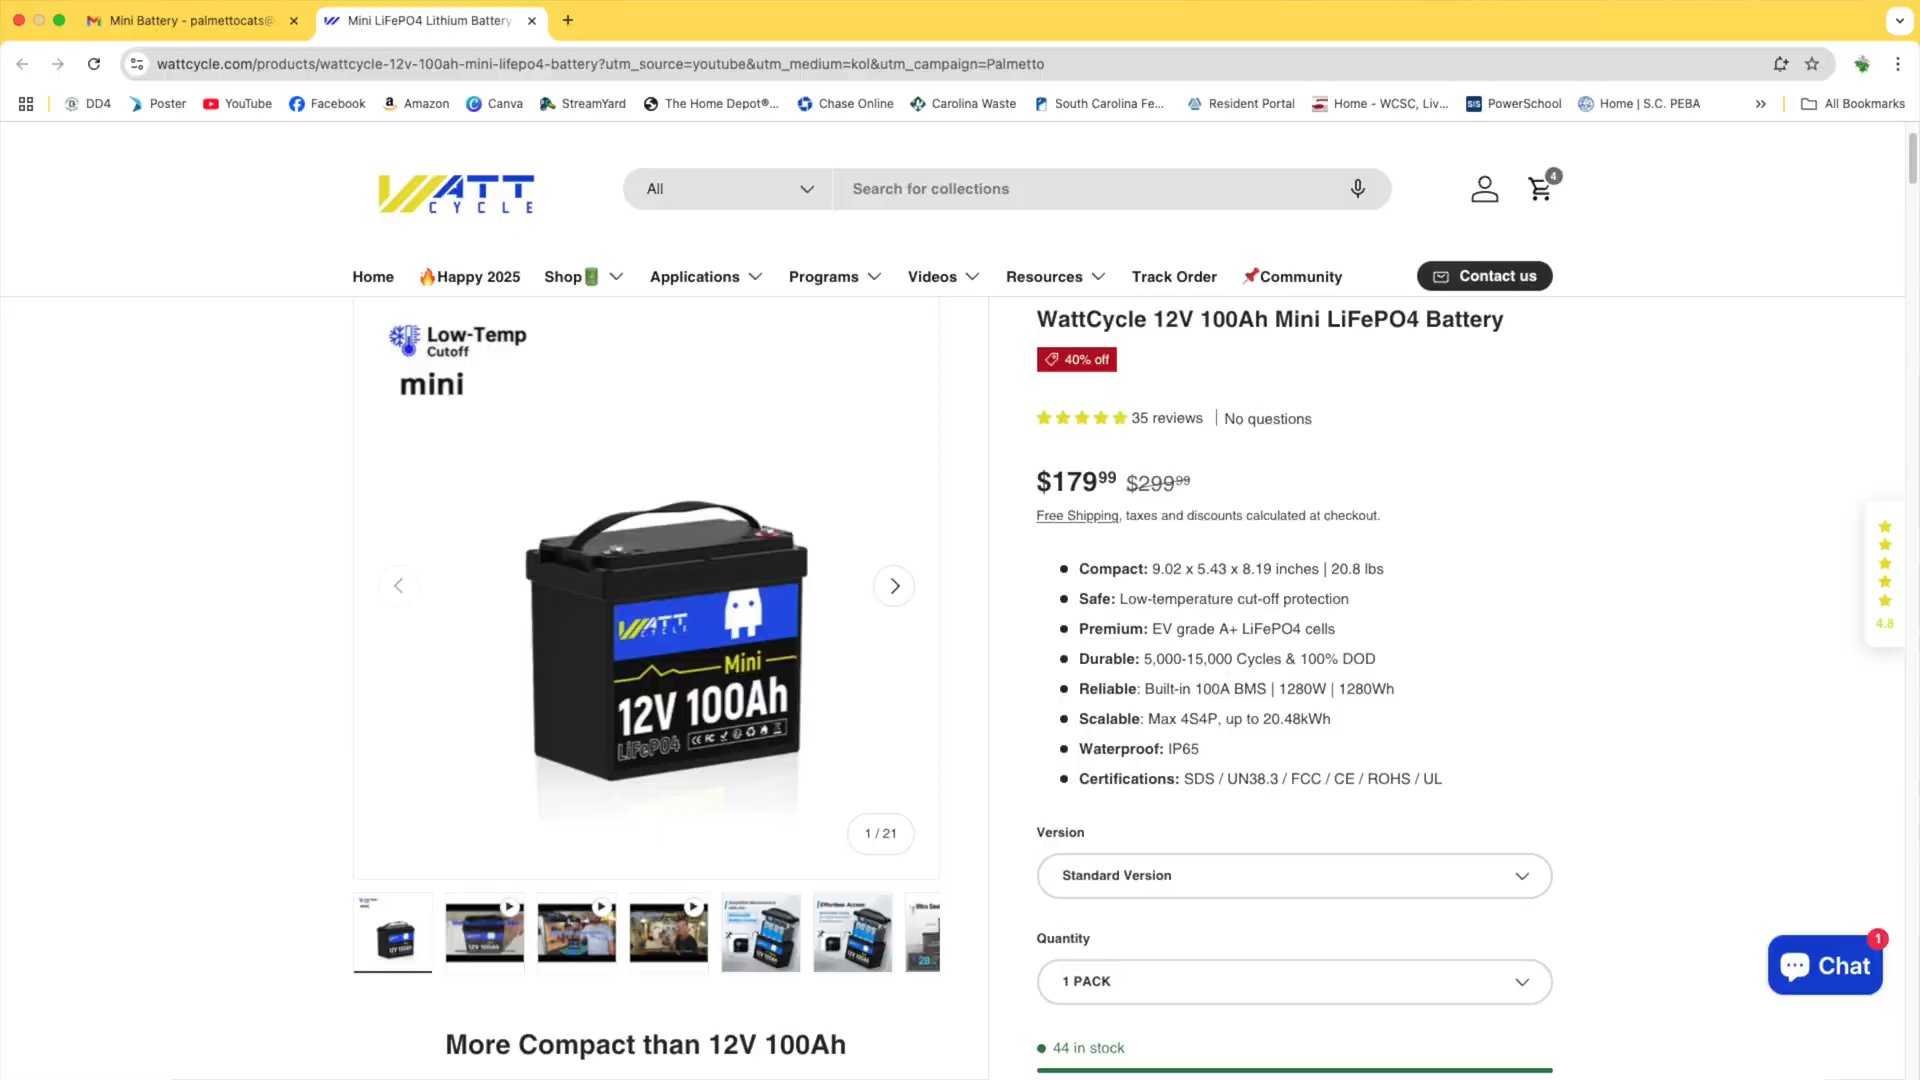 Mini Battery - palmettocats@
Mini LiFePO4 Lithium Battery
wattcycle.com/products/wattcycle-12v-100ah-mini-lifepo4-battery?utm_source=youtube&utm_medium=kol&utm_campaign=Palmetto
DD4
Poster
YouTube
Facebook
Amazon
Canva
StreamYard
The Home Depot®...
Chase Online
Carolina Waste
South Carolina Fe...
Resident Portal
Home - WCSC, Liv...
SIS PowerSchool
Home | S.C. PEBA
All Bookmarks
WATT
CYCLE
All
Search for collections
4
Home
Happy 2025
Shop
Applications
Programs
Videos
Resources
Track Order
Community
Contact us
Low-Temp
Cutoff
mini
WATT
CYCLE
Mini
12V 100Ah
LiFePO4
1 / 21
More Compact than 12V 100Ah
WattCycle 12V 100Ah Mini LiFePO4 Battery
40% off
35 reviews | No questions
$179.99 $299.99
Free Shipping, taxes and discounts calculated at checkout.
Compact: 9.02 x 5.43 x 8.19 inches | 20.8 lbs
Safe: Low-temperature cut-off protection
Premium: EV grade A+ LiFePO4 cells
Durable: 5,000-15,000 Cycles & 100% DOD
Reliable: Built-in 100A BMS | 1280W | 1280Wh
Scalable: Max 4S4P, up to 20.48kWh
Waterproof: IP65
Certifications: SDS / UN38.3 / FCC / CE / ROHS / UL
Version
Standard Version
Quantity
1 PACK
44 in stock
4.8
Chat
1